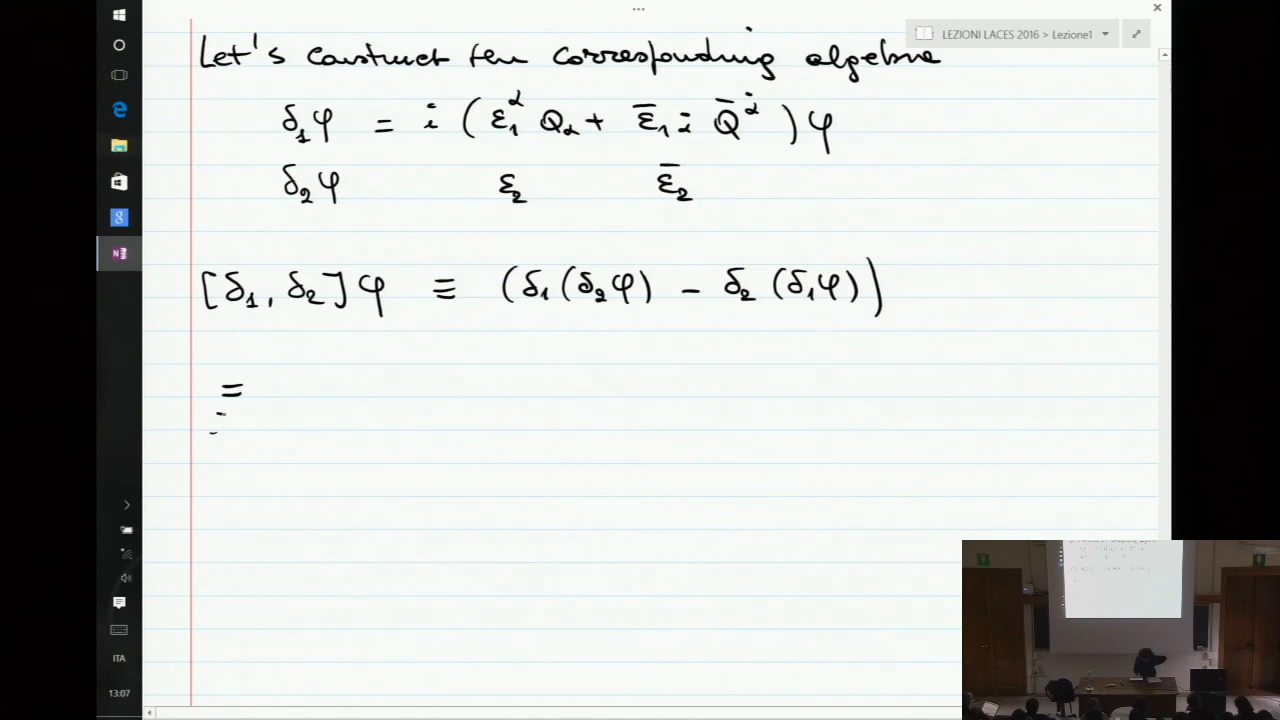 LEZIONI LACES 2016 > Lezione1
Let's construct the corresponding algebra
δ₁φ = i (ε₁^α Q_α + ε̄₁_α̇ Q̄^α̇ ) φ
δ₂φ ε₂ ε̄₂
[δ₁, δ₂]φ ≡ (δ₁(δ₂φ) - δ₂(δ₁φ))
=
ITA
13:07